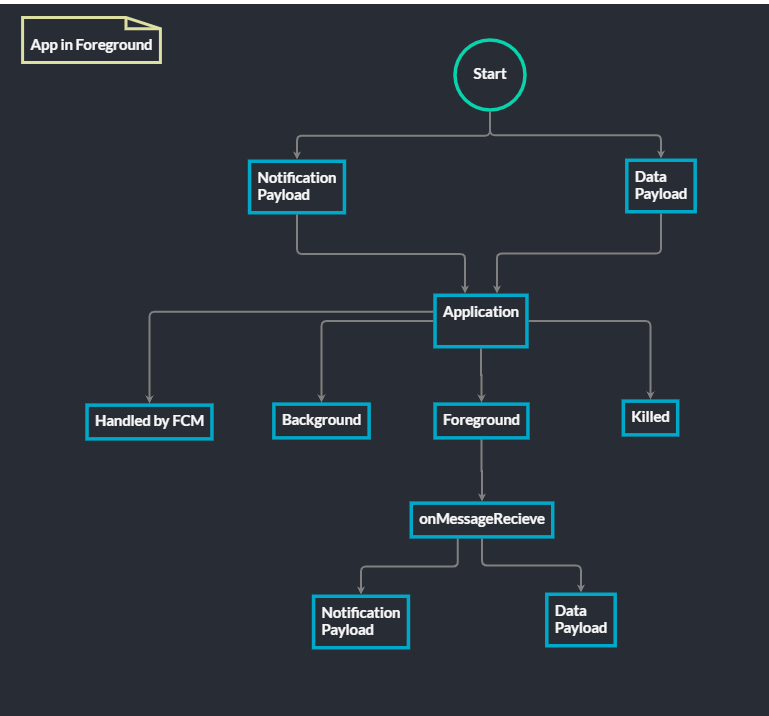 App in Foreground
Start
Notification
Payload
Data
Payload
Application
Handled by FCM
Background
Foreground
Killed
onMessageRecieve
Notification
Payload
Data
Payload